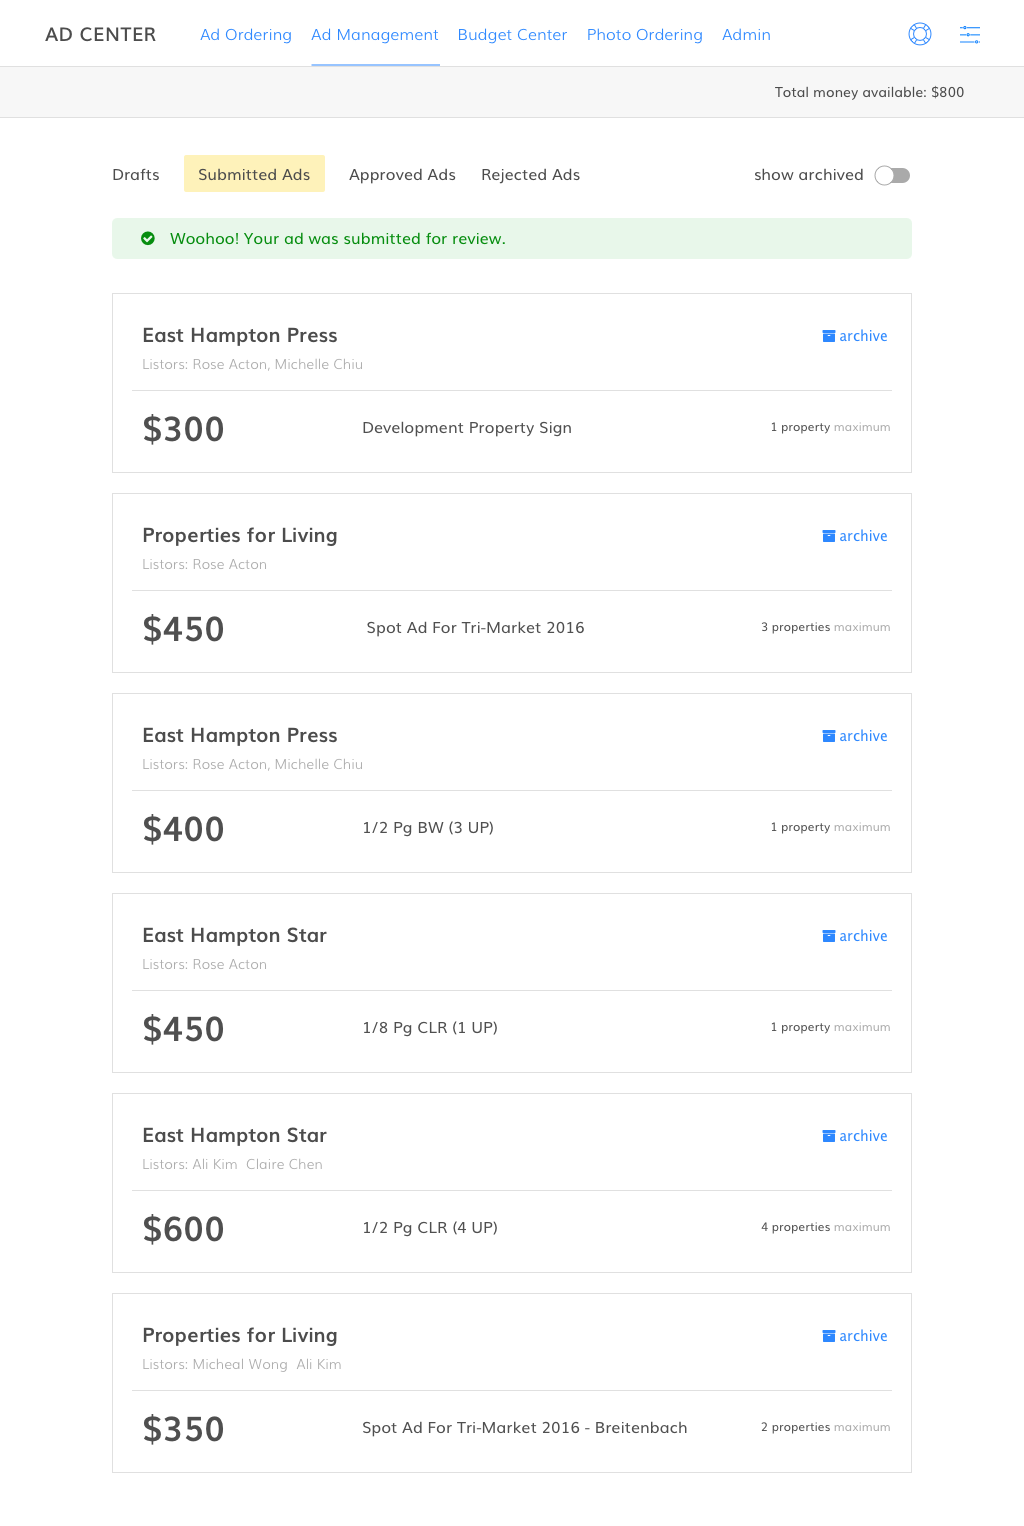 AD CENTER Ad Ordering Ad Management Budget Center Photo Ordering Admin
Total money available: $800
Drafts Submitted Ads Approved Ads Rejected Ads show archived
Woohoo! Your ad was submitted for review.
East Hampton Press archive
Listors: Rose Acton, Michelle Chiu
$300 Development Property Sign 1 property maximum
Properties for Living archive
Listors: Rose Acton
$450 Spot Ad For Tri-Market 2016 3 properties maximum
East Hampton Press archive
Listors: Rose Acton, Michelle Chiu
$400 1/2 Pg BW (3 UP) 1 property maximum
East Hampton Star archive
Listors: Rose Acton
$450 1/8 Pg CLR (1 UP) 1 property maximum
East Hampton Star archive
Listors: Ali Kim Claire Chen
$600 1/2 Pg CLR (4 UP) 4 properties maximum
Properties for Living archive
Listors: Micheal Wong Ali Kim
$350 Spot Ad For Tri-Market 2016 - Breitenbach 2 properties maximum